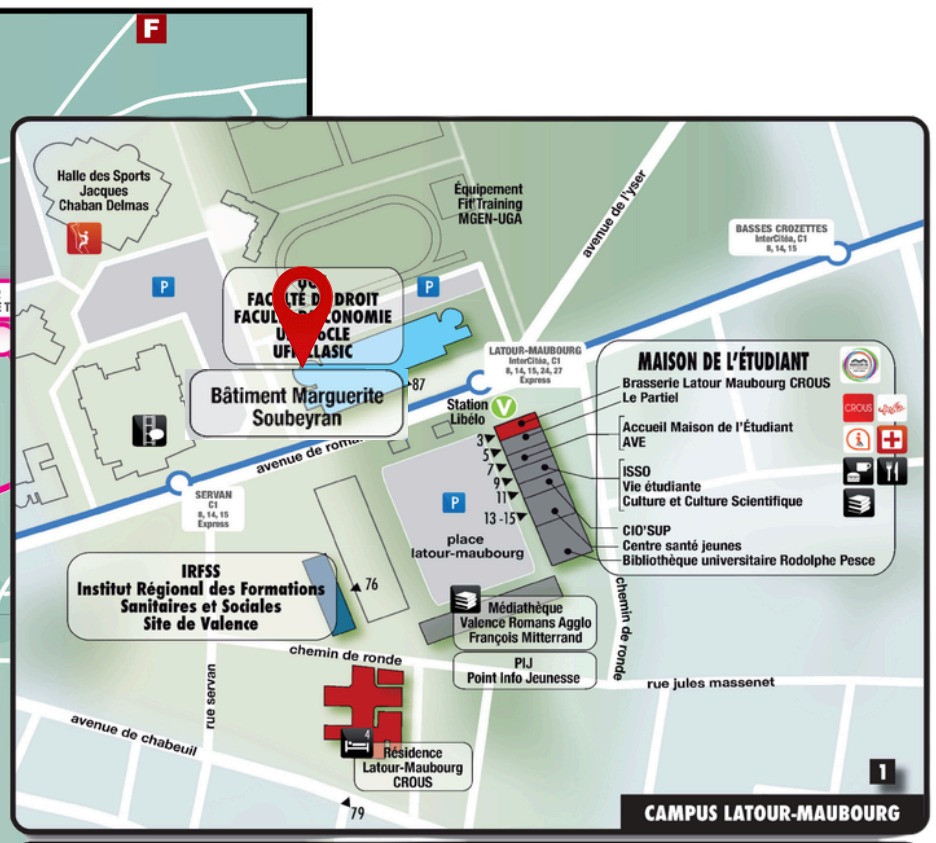 F
Halle des Sports
Jacques
Chaban Delmas
Équipement
Fit'Training
MGEN-UGA
avenue de l'yser
BASSES CROZETTES
InterCitéa, C1
8, 14, 15
P
P
FACULTÉ DE DROIT
Bâtiment Marguerite
Soubeyran
87
LATOUR-MAUBOURG
InterCitéa, C1
8, 14, 15, 24, 27
Express
Station
Libélo
V
avenue de
SERVAN
C1
8, 14, 15
Express
MAISON DE L'ÉTUDIANT
Brasserie Latour Maubourg CROUS
Le Partiel
CROUS
Accueil Maison de l'Étudiant
AVE
ISSO
Vie étudiante
Culture et Culture Scientifique
CIO'SUP
Centre santé jeunes
Bibliothèque universitaire Rodolphe Pesce
3
5
7
9
11
13 -15
P
place
latour-maubourg
IRFSS
Institut Régional des Formations
Sanitaires et Sociales
Site de Valence
76
Médiathèque
Valence Romans Agglo
François Mitterrand
PIJ
Point Info Jeunesse
chemin de ronde
chemin de ronde
rue jules massenet
rue servan
avenue de chabeuil
4
Résidence
Latour-Maubourg
CROUS
79
1
CAMPUS LATOUR-MAUBOURG